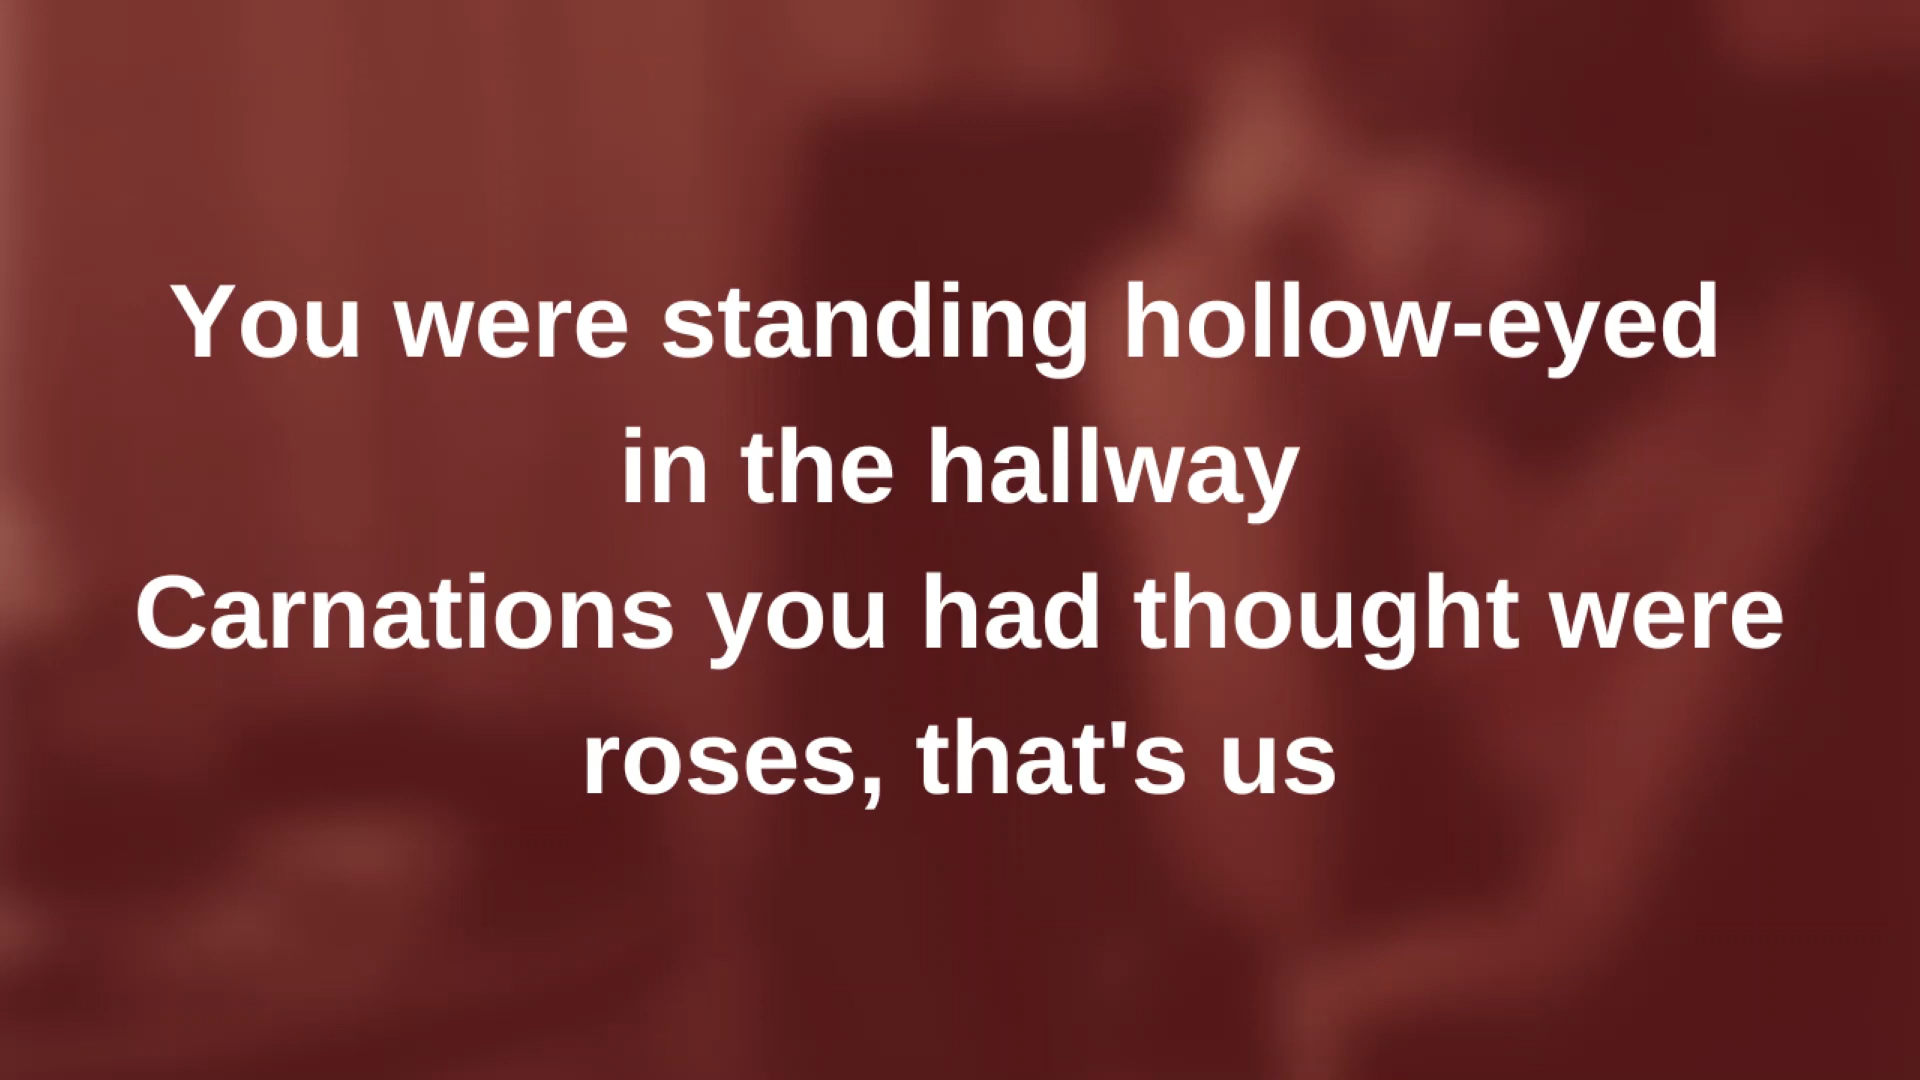 You were standing hollow-eyed
in the hallway
Carnations you had thought were
roses, that's us